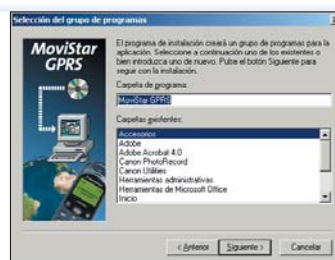 Selección del grupo de programas
MoviStar
GPRS
El programa de instalación creará un grupo de programas para la
aplicación. Seleccione a continuación uno de los existentes o
bien introduzca uno de nuevo. Pulse el botón Siguiente para
seguir con la instalación.
Carpeta de programa:
MoviStar GPRS
Carpetas existentes:
Accesorios
Adobe
Adobe Acrobat 4.0
Canon PhotoRecord
Canon Utilities
Herramientas administrativas
Herramientas de Microsoft Office
Inicio
< Anterior
Siguiente >
Cancelar